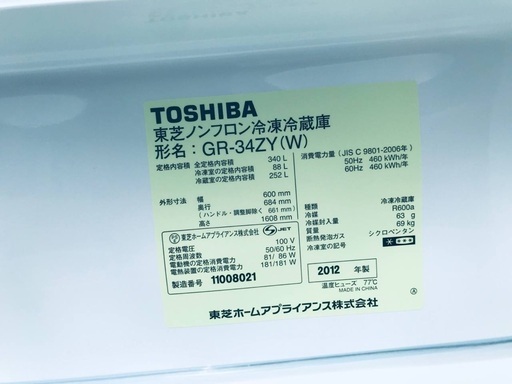 TOSHIBA
東芝ノンフロン冷凍冷蔵庫
形名：GR-34ZY(W)
定格内容積 全定格内容積 340 L
冷凍室の定格内容積 88 L
冷蔵室の定格内容積 252 L
外形寸法 幅 600 mm
奥行 684 mm
(ハンドル・調整脚除く 661 mm)
高さ 1608 mm
東芝ホームアプライアンス株式会社 JET
定格電圧 100 V
定格周波数 50/60 Hz
電動機の定格消費電力 81/ 86 W
電熱装置の定格消費電力 181/181 W
製造番号 11008021
消費電力量 (JIS C 9801-2006年)
50Hz 460 kWh/年
60Hz 460 kWh/年
種類 冷凍冷蔵庫
冷媒 R600a
冷媒封入量 63 g
質量 69 kg
断熱発泡ガス シクロペンタン
冷凍室の記号
2012 年製
温度ヒューズ 77℃
MADE IN CHINA
東芝ホームアプライアンス株式会社